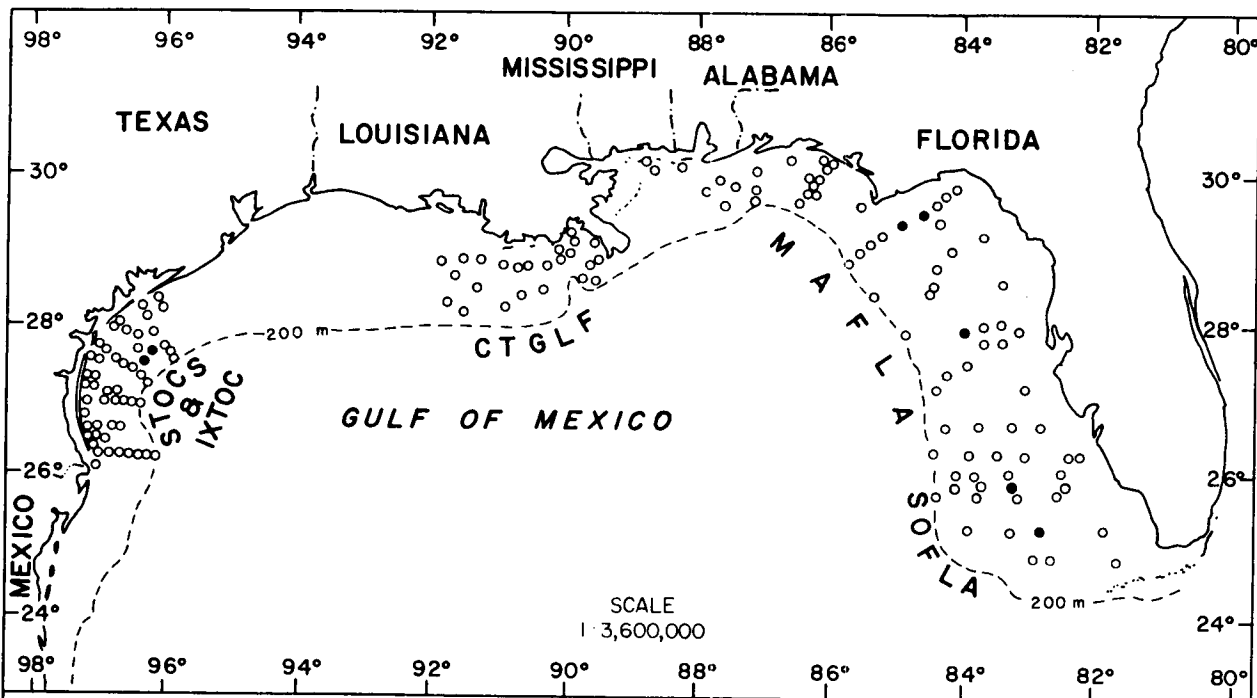 98° 96° 94° 92° 90° 88° 86° 84° 82° 80°
MISSISSIPPI ALABAMA
TEXAS LOUISIANA FLORIDA
30° 30°
MAFLA
28° 200 m 28°
CTGLF
STOCS
&
IXTOC
GULF OF MEXICO
26° 26°
MEXICO
SOFLA
SCALE
1:3,600,000
200 m
24° 24°
98° 96° 94° 92° 90° 88° 86° 84° 82° 80°